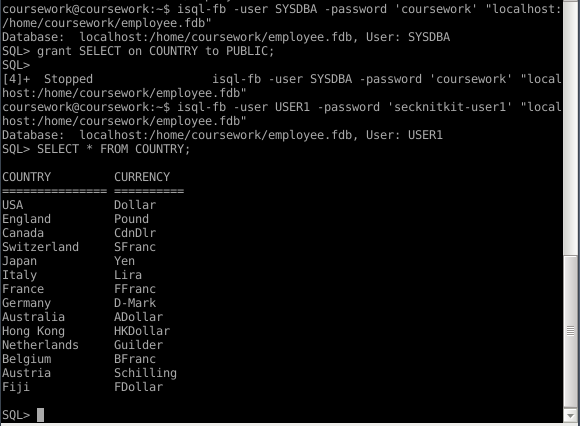 coursework@coursework:~$ isql-fb -user SYSDBA -password 'coursework' "localhost:
/home/coursework/employee.fdb"
Database:  localhost:/home/coursework/employee.fdb, User: SYSDBA
SQL> grant SELECT on COUNTRY to PUBLIC;
SQL>
[4]+  Stopped                 isql-fb -user SYSDBA -password 'coursework' "local
host:/home/coursework/employee.fdb"
coursework@coursework:~$ isql-fb -user USER1 -password 'secknitkit-user1' "local
host:/home/coursework/employee.fdb"
Database:  localhost:/home/coursework/employee.fdb, User: USER1
SQL> SELECT * FROM COUNTRY;
COUNTRY         CURRENCY
=============== ==========
USA             Dollar
England         Pound
Canada          CdnDlr
Switzerland     SFranc
Japan           Yen
Italy           Lira
France          FFranc
Germany         D-Mark
Australia       ADollar
Hong Kong       HKDollar
Netherlands     Guilder
Belgium         BFranc
Austria         Schilling
Fiji            FDollar
SQL>